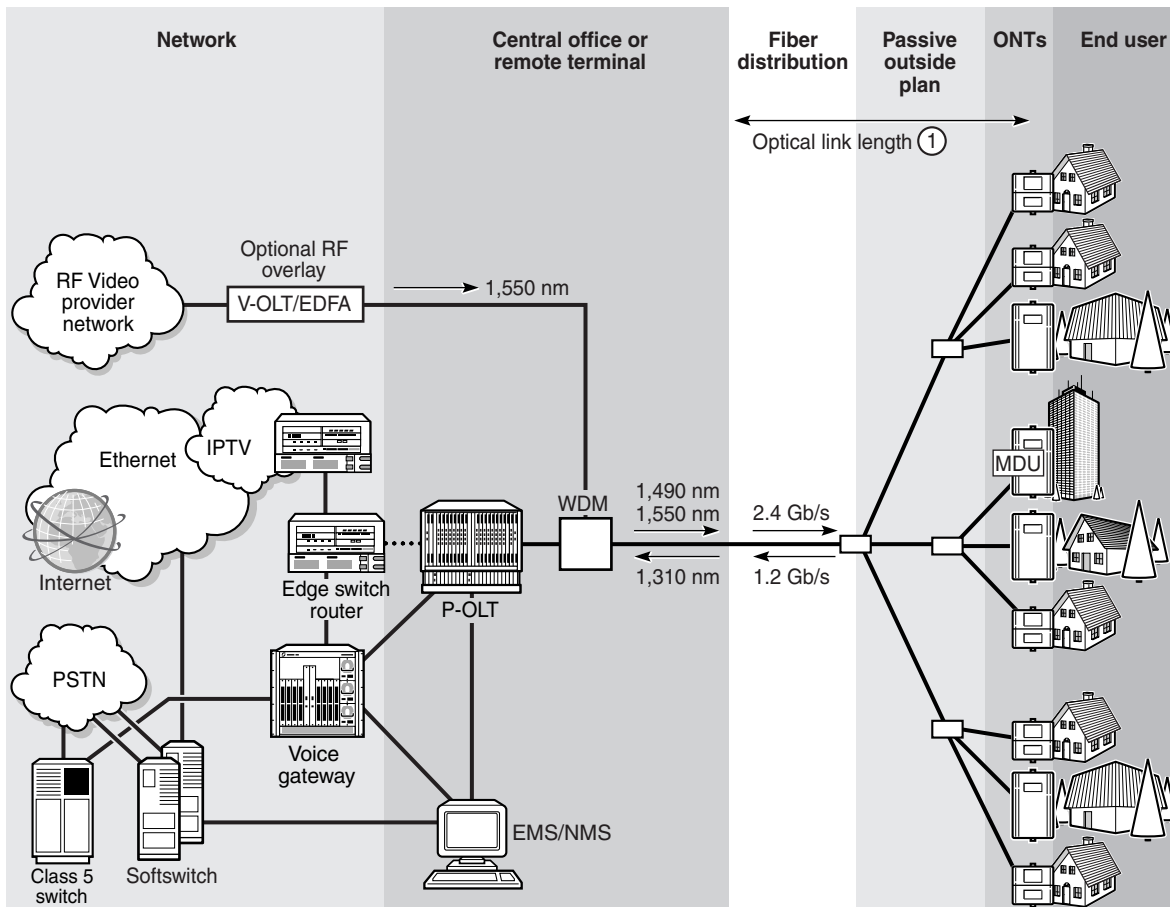 Network
Central office or
remote terminal
Fiber
distribution
Passive
outside
plan
ONTs
End user
Optical link length 1
Optional RF
overlay
RF Video
provider
network
V-OLT/EDFA
1,550 nm
IPTV
Ethernet
Internet
Edge switch
router
P-OLT
WDM
1,490 nm
1,550 nm
1,310 nm
2.4 Gb/s
1.2 Gb/s
MDU
PSTN
Voice
gateway
EMS/NMS
Class 5
switch
Softswitch